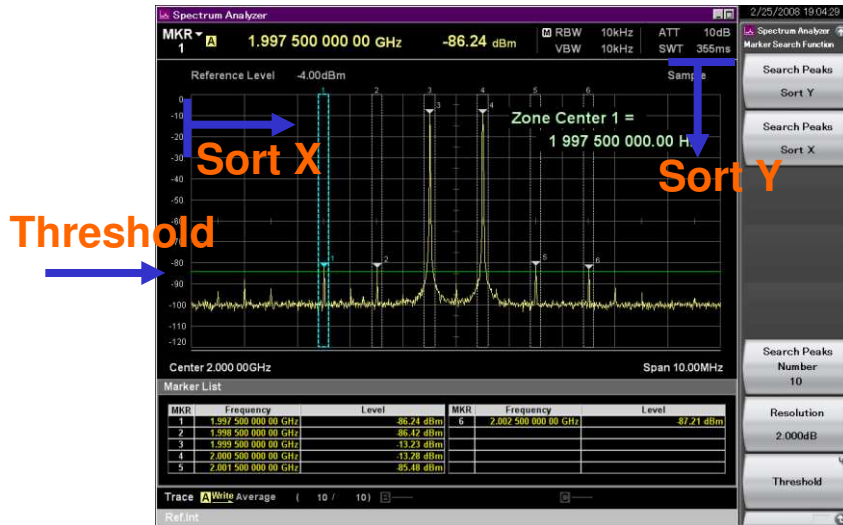 2/25/2008 19:04:29
Spectrum Analyzer
MKR 1 A 1.997 500 000 00 GHz -86.24 dBm
M RBW 10kHz ATT 10dB
VBW 10kHz SWT 355ms
Spectrum Analyzer
Marker Search Function
Search Peaks
Sort Y
Search Peaks
Sort X
Search Peaks
Number
10
Resolution
2.000dB
Threshold
Reference Level -4.00dBm
Sample
1 2 3 4 5 6
Zone Center 1 =
1 997 500 000.00 H
Sort X
Sort Y
Threshold
0
-10
-20
-30
-40
-50
-60
-70
-80
-90
-100
-110
-120
3 4
1 2 5 6
Center 2.000 00GHz
Span 10.00MHz
Marker List
MKR Frequency Level MKR Frequency Level
1 1.997 500 000 00 GHz -86.24 dBm 6 2.002 500 000 00 GHz -87.21 dBm
2 1.998 500 000 00 GHz -86.42 dBm
3 1.999 500 000 00 GHz -13.23 dBm
4 2.000 500 000 00 GHz -13.28 dBm
5 2.001 500 000 00 GHz -85.48 dBm
Trace A Write Average ( 10 / 10)
Ref.Int